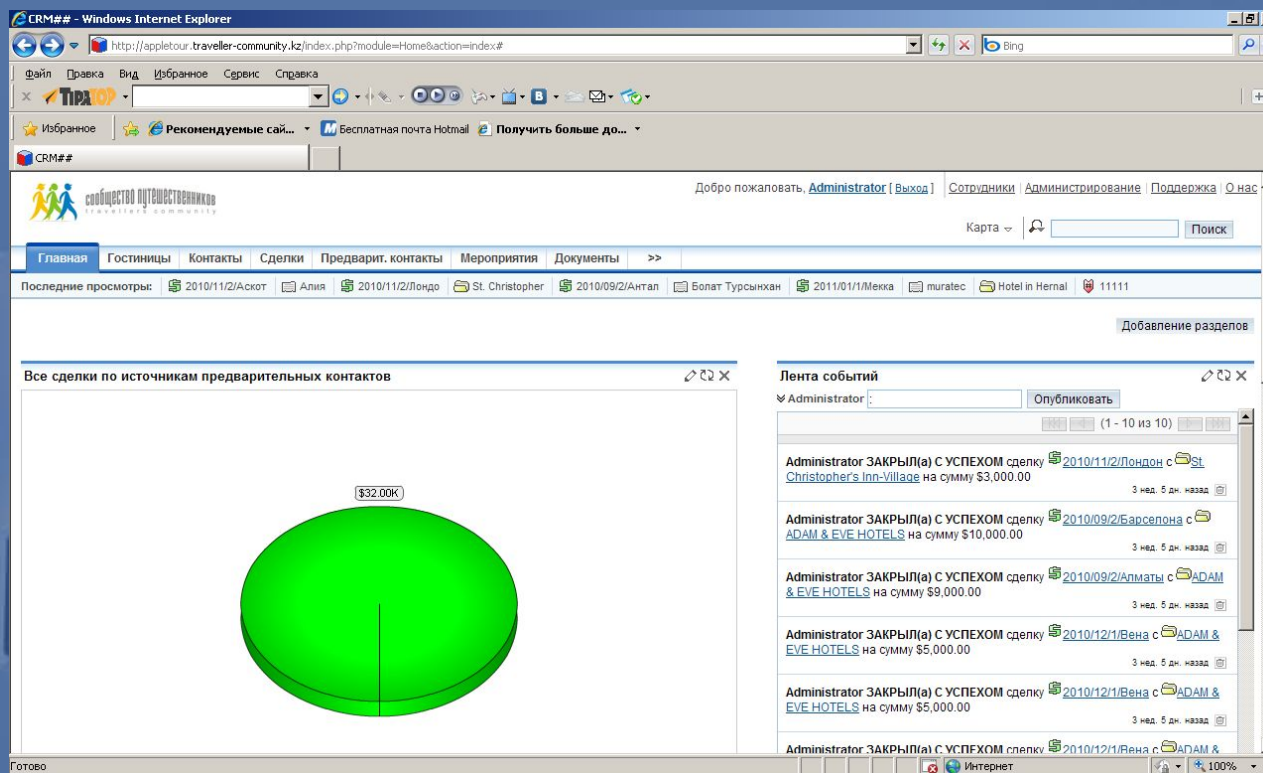 CRM## - Windows Internet Explorer
http://appletour.traveller-community.kz/index.php?module=Home&action=index#
Bing
Файл Правка Вид Избранное Сервис Справка
TIPATOP
Избранное Рекомендуемые сай... Бесплатная почта Hotmail Получить больше до...
CRM##
сообщество путешественников
travellers community
Добро пожаловать, Administrator [ Выход ] Сотрудники | Администрирование | Поддержка | О нас
Карта Поиск
Главная Гостиницы Контакты Сделки Предварит. контакты Мероприятия Документы >>
Последние просмотры: 2010/11/2/Аскот Алия 2010/11/2/Лондо St. Christopher 2010/09/2/Антал Болат Турсынхан 2011/01/1/Мекка muratec Hotel in Hernal 11111
Добавление разделов
Все сделки по источникам предварительных контактов
$32.00K
Лента событий
Administrator : Опубликовать
(1 - 10 из 10)
Administrator ЗАКРЫЛ(а) С УСПЕХОМ сделку 2010/11/2/Лондон с St.
Christopher's Inn-Village на сумму $3,000.00
3 нед. 5 дн. назад
Administrator ЗАКРЫЛ(а) С УСПЕХОМ сделку 2010/09/2/Барселона с
ADAM & EVE HOTELS на сумму $10,000.00
3 нед. 5 дн. назад
Administrator ЗАКРЫЛ(а) С УСПЕХОМ сделку 2010/09/2/Алматы с ADAM
& EVE HOTELS на сумму $9,000.00
3 нед. 5 дн. назад
Administrator ЗАКРЫЛ(а) С УСПЕХОМ сделку 2010/12/1/Вена с ADAM &
EVE HOTELS на сумму $5,000.00
3 нед. 5 дн. назад
Administrator ЗАКРЫЛ(а) С УСПЕХОМ сделку 2010/12/1/Вена с ADAM &
EVE HOTELS на сумму $5,000.00
3 нед. 5 дн. назад
Administrator ЗАКРЫЛ(а) С УСПЕХОМ сделку 2010/12/1/Вена с ADAM &
Готово Интернет 100%